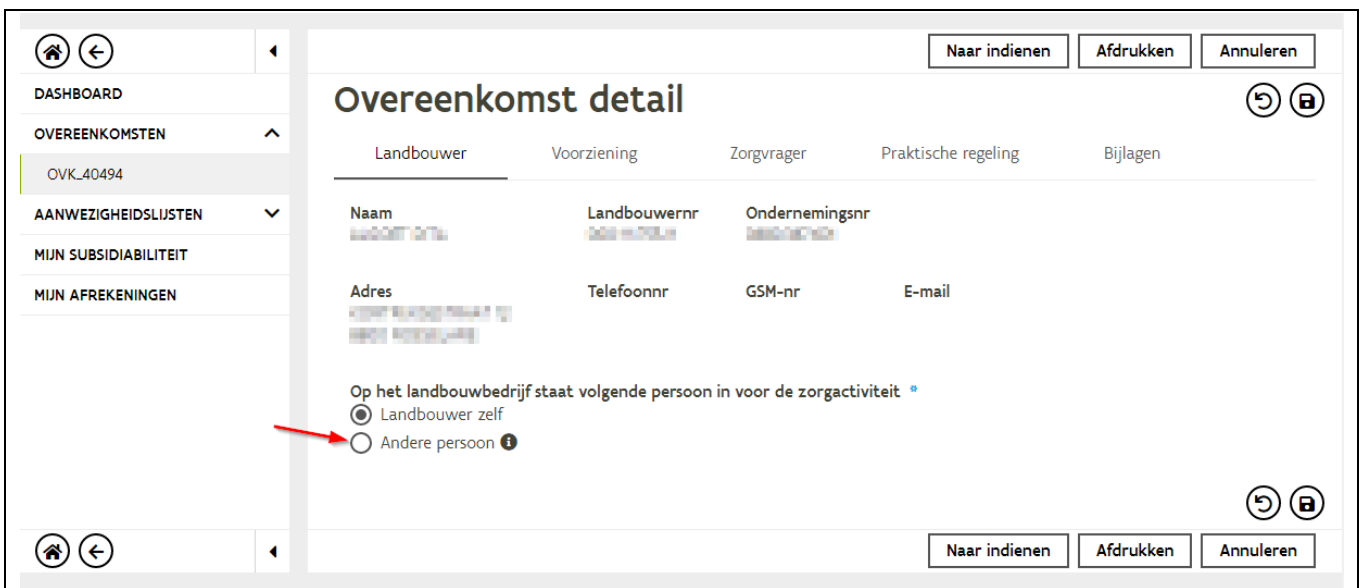 Naar indienen Afdrukken Annuleren
DASHBOARD
OVEREENKOMSTEN
OVK_40494
AANWEZIGHEIDSLIJSTEN
MIJN SUBSIDIABILITEIT
MIJN AFREKENINGEN
Overeenkomst detail
Landbouwer Voorziening Zorgvrager Praktische regeling Bijlagen
Naam Landbouwernr Ondernemingsnr
Adres Telefoonnr GSM-nr E-mail
Op het landbouwbedrijf staat volgende persoon in voor de zorgactiviteit *
Landbouwer zelf
Andere persoon
Naar indienen Afdrukken Annuleren